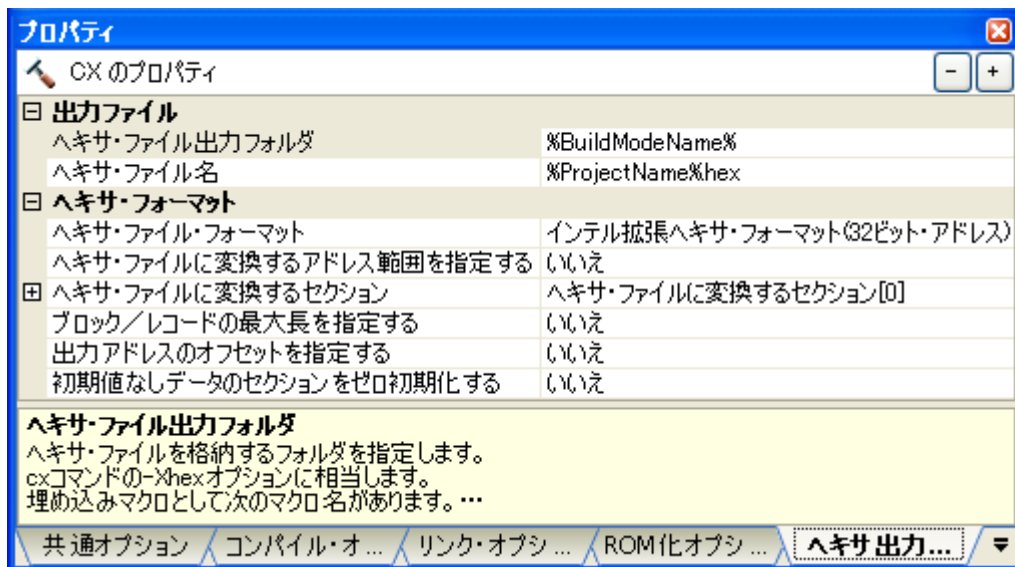 プロパティ
CX のプロパティ
- +
出力ファイル
ヘキサ・ファイル出力フォルダ %BuildModeName%
ヘキサ・ファイル名 %ProjectName%hex
ヘキサ・フォーマット
ヘキサ・ファイル・フォーマット インテル拡張ヘキサ・フォーマット(32ビット・アドレス)
ヘキサ・ファイルに変換するアドレス範囲を指定する いいえ
ヘキサ・ファイルに変換するセクション ヘキサ・ファイルに変換するセクション[0]
ブロック／レコードの最大長を指定する いいえ
出力アドレスのオフセットを指定する いいえ
初期値なしデータのセクションをゼロ初期化する いいえ
ヘキサ・ファイル出力フォルダ
ヘキサ・ファイルを格納するフォルダを指定します。
cxコマンドの-Xhexオプションに相当します。
埋め込みマクロとして次のマクロ名があります。…
共通オプション コンパイル・オ... リンク・オプシ... ROM化オプシ... ヘキサ出力...